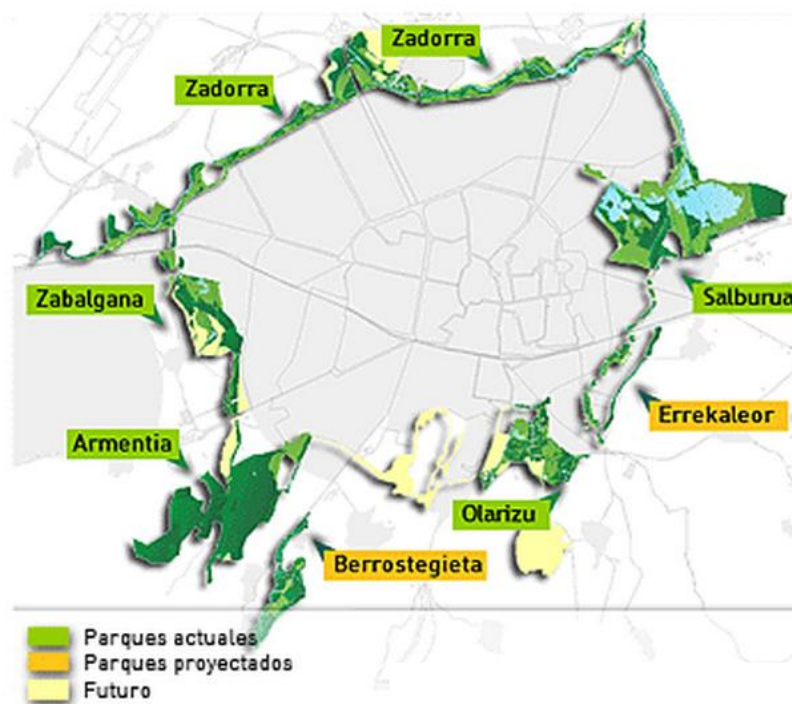 Zadorra
Zadorra
Zabalgana
Salburua
Errekaleor
Armentia
Olarizu
Berrostegieta
Parques actuales
Parques proyectados
Futuro